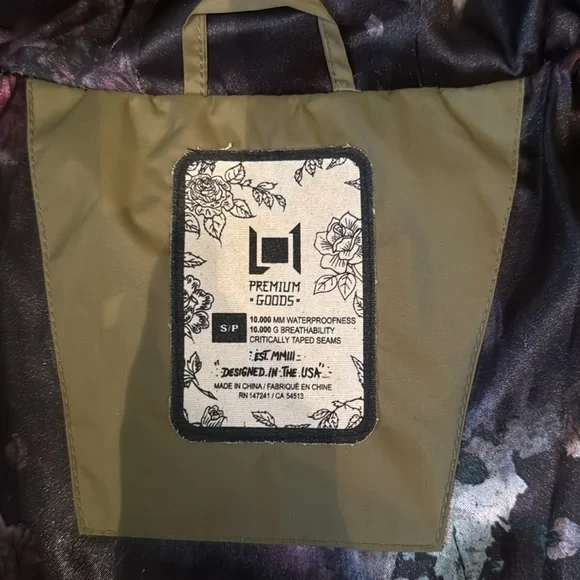 L1
PREMIUM
• GOODS •
S/P
10.000 MM WATERPROOFNESS
10.000 G BREATHABILITY
CRITICALLY TAPED SEAMS
: EST. MMIII :
"DESIGNED.IN.THE.USA"
MADE IN CHINA / FABRIQUÉ EN CHINE
RN 147241 / CA 54513